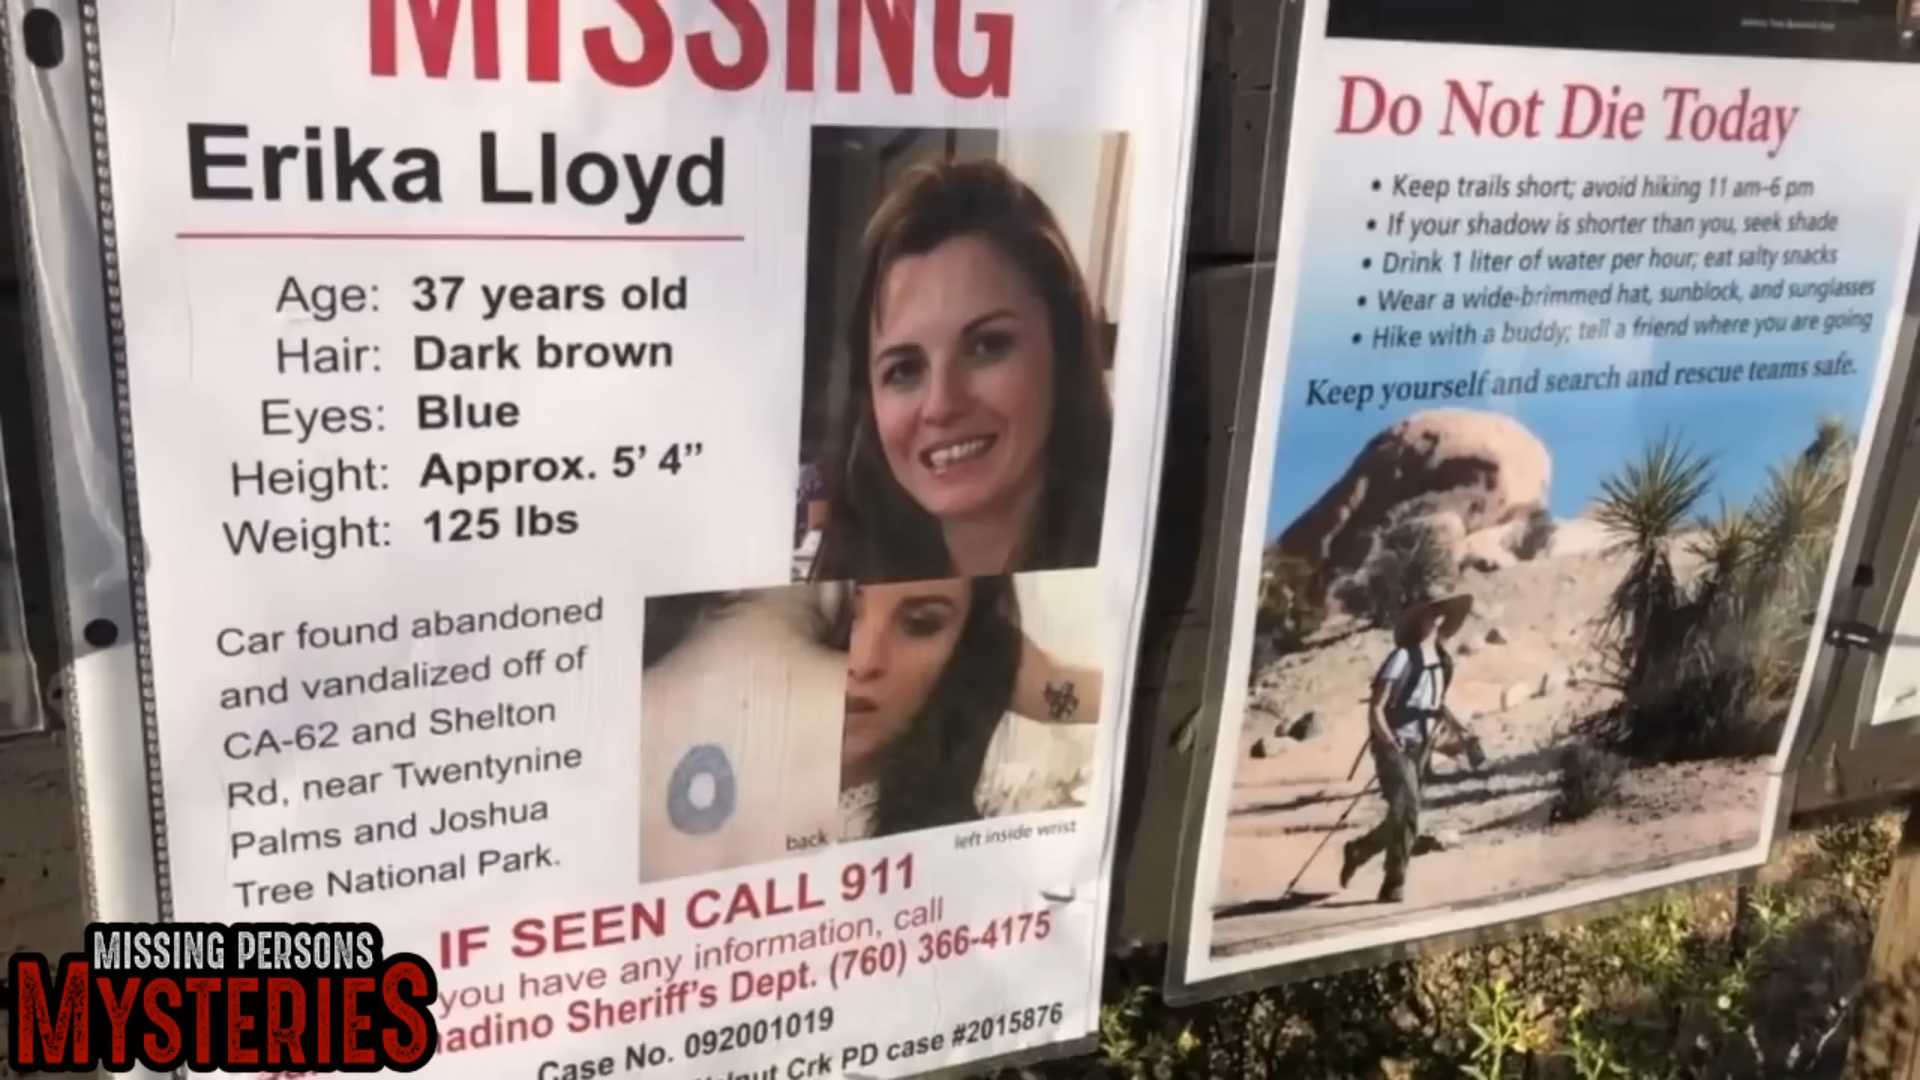 MISSING
Erika Lloyd
Age: 37 years old
Hair: Dark brown
Eyes: Blue
Height: Approx. 5' 4"
Weight: 125 lbs
Car found abandoned
and vandalized off of
CA-62 and Shelton
Rd, near Twentynine
Palms and Joshua
Tree National Park.
back
left inside wrist
IF SEEN CALL 911
you have any information, call
Sheriff's Dept. (760) 366-4175
Case No. 092001019
Crk PD case #2015876
Do Not Die Today
• Keep trails short; avoid hiking 11 am–6 pm
• If your shadow is shorter than you, seek shade
• Drink 1 liter of water per hour; eat salty snacks
• Wear a wide-brimmed hat, sunblock, and sunglasses
• Hike with a buddy; tell a friend where you are going
Keep yourself and search and rescue teams safe.
MISSING PERSONS
MYSTERIES